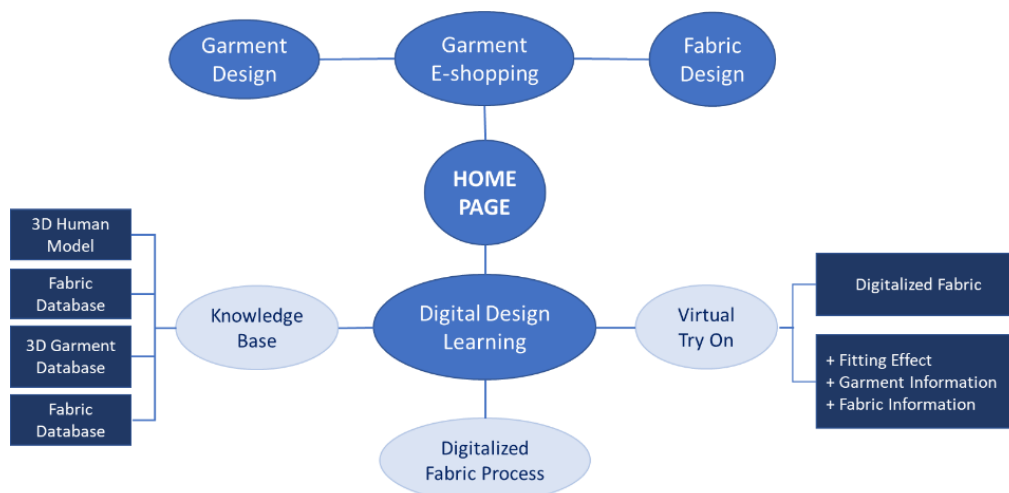 Garment
Design
Garment
E-shopping
Fabric
Design
HOME
PAGE
3D Human
Model
Fabric
Database
3D Garment
Database
Fabric
Database
Knowledge
Base
Digital Design
Learning
Virtual
Try On
Digitalized Fabric
+ Fitting Effect
+ Garment Information
+ Fabric Information
Digitalized
Fabric Process